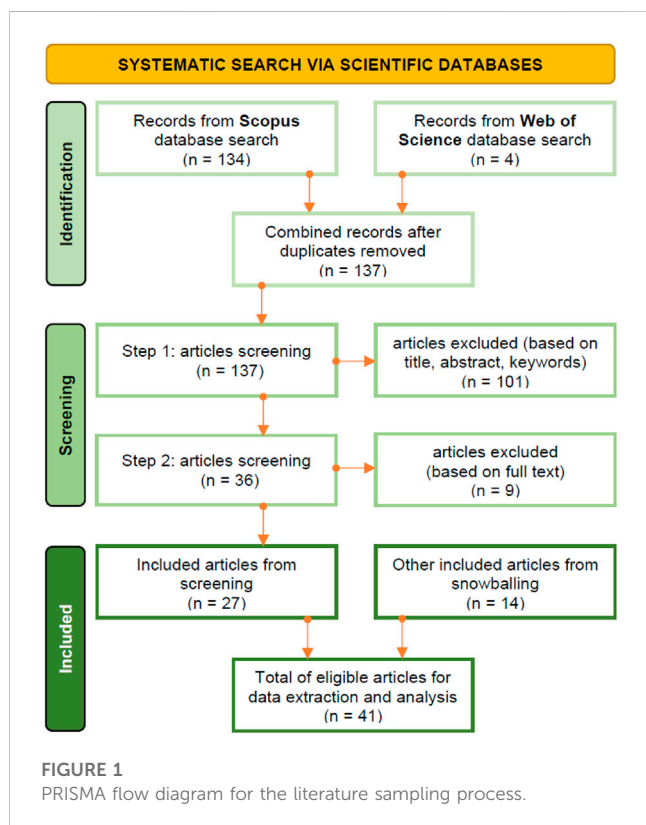 SYSTEMATIC SEARCH VIA SCIENTIFIC DATABASES
Identification
Records from Scopus
database search
(n = 134)
Records from Web of
Science database search
(n = 4)
Combined records after
duplicates removed
(n = 137)
Screening
Step 1: articles screening
(n = 137)
articles excluded (based on
title, abstract, keywords)
(n = 101)
Step 2: articles screening
(n = 36)
articles excluded
(based on full text)
(n = 9)
Included
Included articles from
screening
(n = 27)
Other included articles from
snowballing
(n = 14)
Total of eligible articles for
data extraction and analysis
(n = 41)
FIGURE 1
PRISMA flow diagram for the literature sampling process.